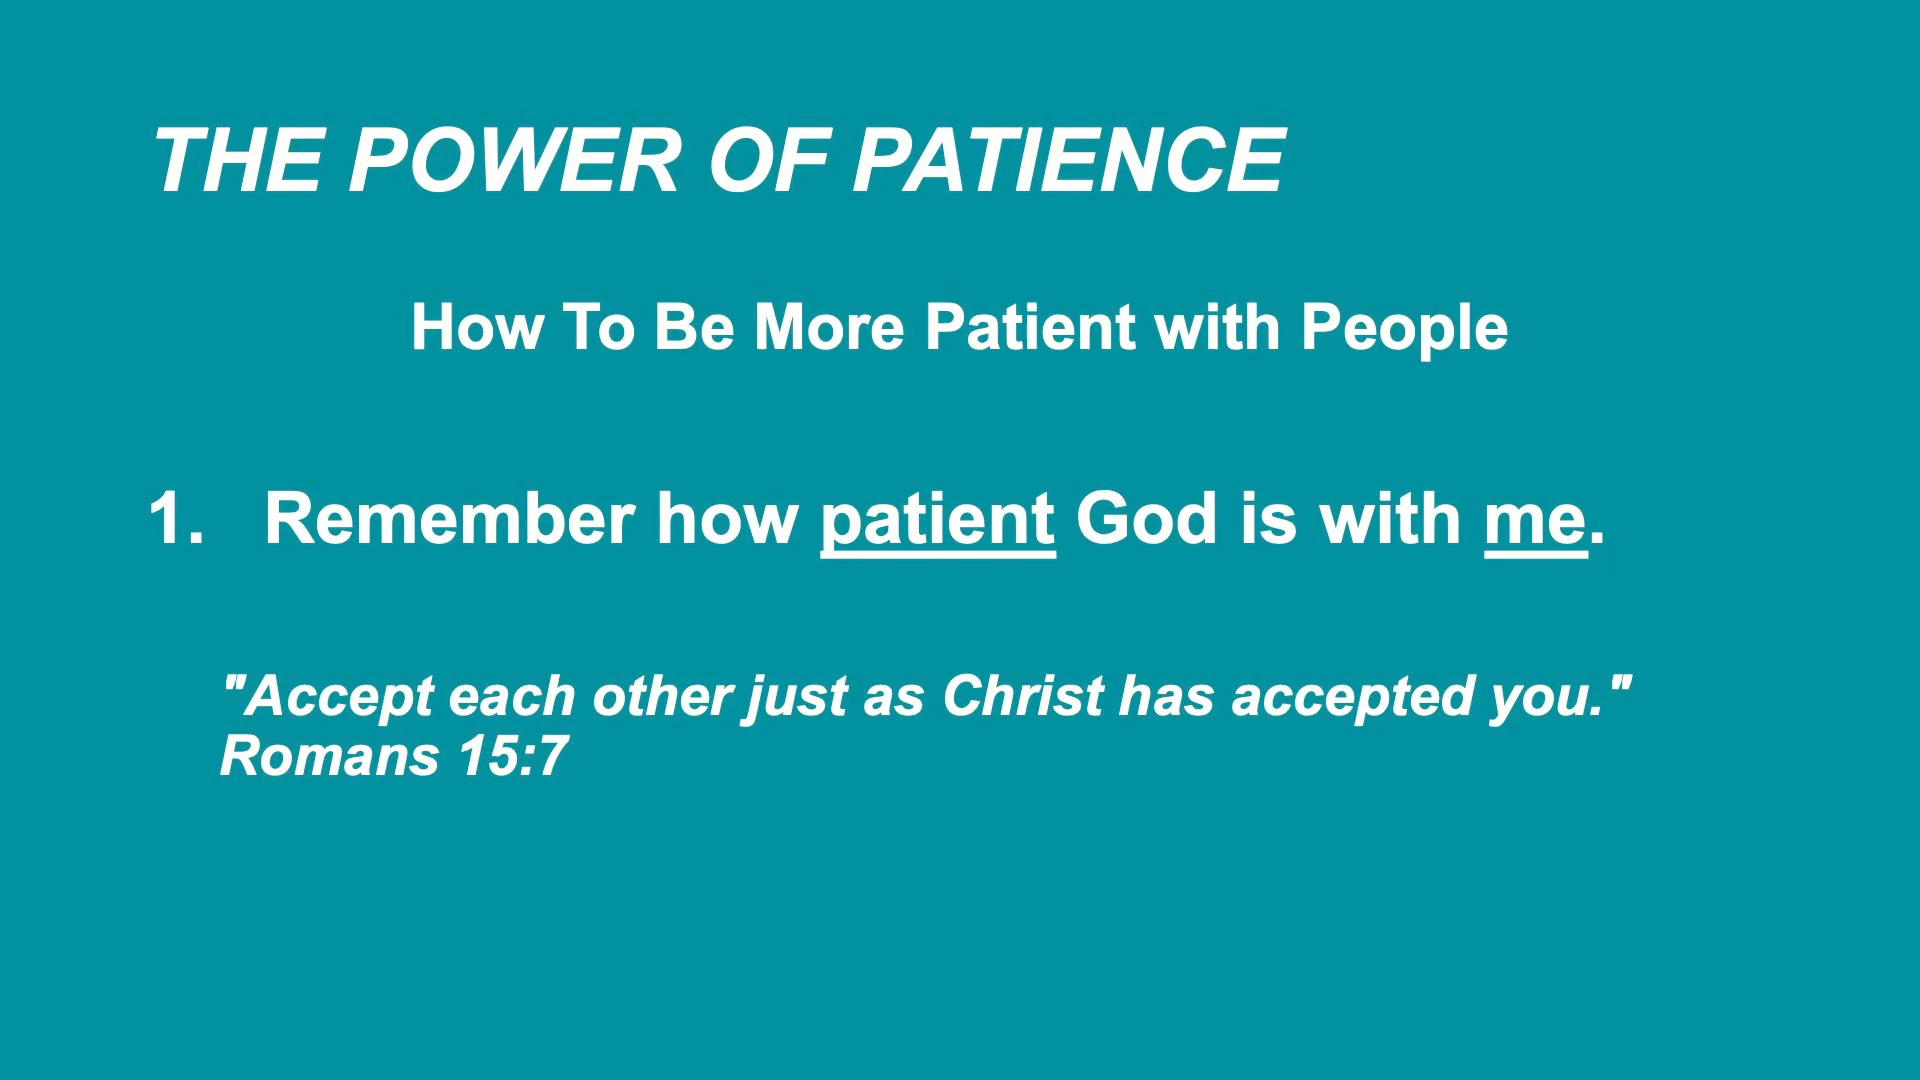 THE POWER OF PATIENCE
How To Be More Patient with People
1. Remember how patient God is with me.
"Accept each other just as Christ has accepted you."
Romans 15:7